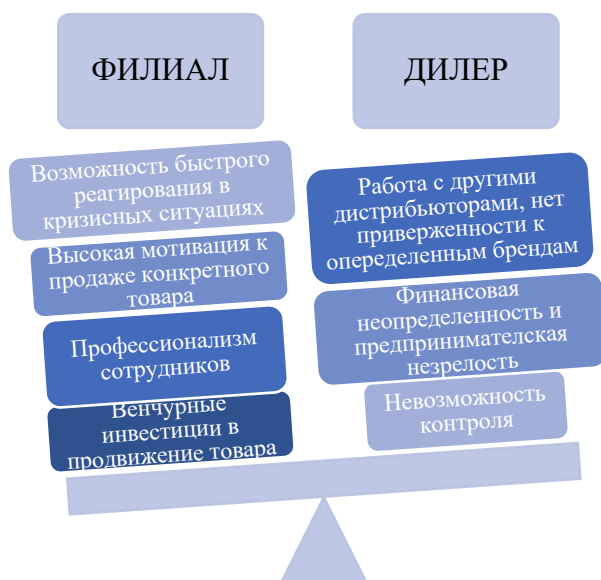 ФИЛИАЛ
Возможность быстрого
реагирования в
кризисных ситуациях
Высокая мотивация к
продаже конкретного
товара
Профессионализм
сотрудников
Венчурные
инвестиции в
продвижение товара
ДИЛЕР
Работа с другими
дистрибьюторами, нет
приверженности к
опеределенным брендам
Финансовая
неопределенность и
предпринимателская
незрелость
Невозможность
контроля